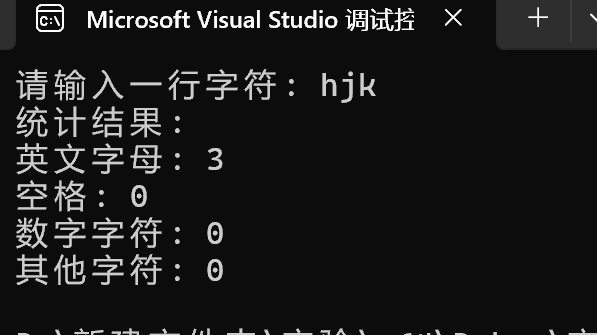 Microsoft Visual Studio 调试控
请输入一行字符: hjk
统计结果:
英文字母: 3
空格: 0
数字字符: 0
其他字符: 0